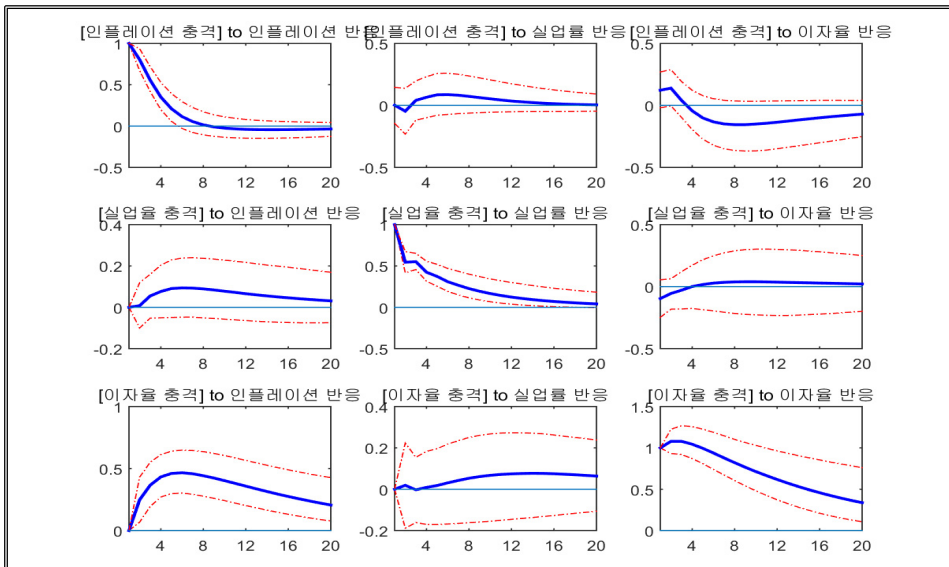 [인플레이션 충격] to 인플레이션 반응
[인플레이션 충격] to 실업률 반응
[인플레이션 충격] to 이자율 반응
1
0.5
0
-0.5
4 8 12 16 20
0.5
0
-0.5
4 8 12 16 20
0.5
0
-0.5
4 8 12 16 20
[실업율 충격] to 인플레이션 반응
[실업율 충격] to 실업률 반응
[실업율 충격] to 이자율 반응
0.4
0.2
0
-0.2
4 8 12 16 20
1
0.5
0
-0.5
4 8 12 16 20
0.5
0
-0.5
4 8 12 16 20
[이자율 충격] to 인플레이션 반응
[이자율 충격] to 실업률 반응
[이자율 충격] to 이자율 반응
1
0.5
0
4 8 12 16 20
0.4
0.2
0
-0.2
4 8 12 16 20
1.5
1
0.5
0
4 8 12 16 20